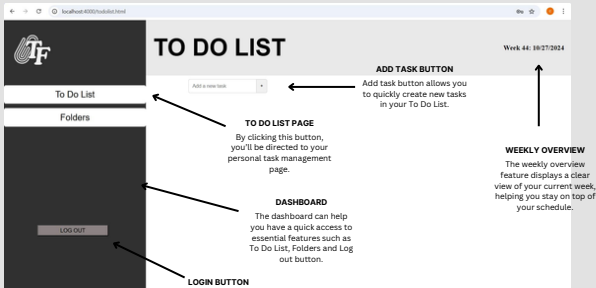 localhost:4000/todolist.html
TF
TO DO LIST
Week 44: 10/27/2024
To Do List
Folders
LOG OUT
Add a new task
+
ADD TASK BUTTON
Add task button allows you
to quickly create new tasks
in your To Do List.
TO DO LIST PAGE
By clicking this button,
you'll be directed to your
personal task management
page.
WEEKLY OVERVIEW
The weekly overview
feature displays a clear
view of your current week,
helping you stay on top of
your schedule.
DASHBOARD
The dashboard can help
you have a quick access to
essential features such as
To Do List, Folders and Log
out button.
LOGIN BUTTON